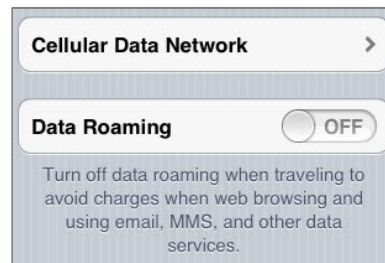 Cellular Data Network
Data Roaming OFF
Turn off data roaming when traveling to
avoid charges when web browsing and
using email, MMS, and other data
services.